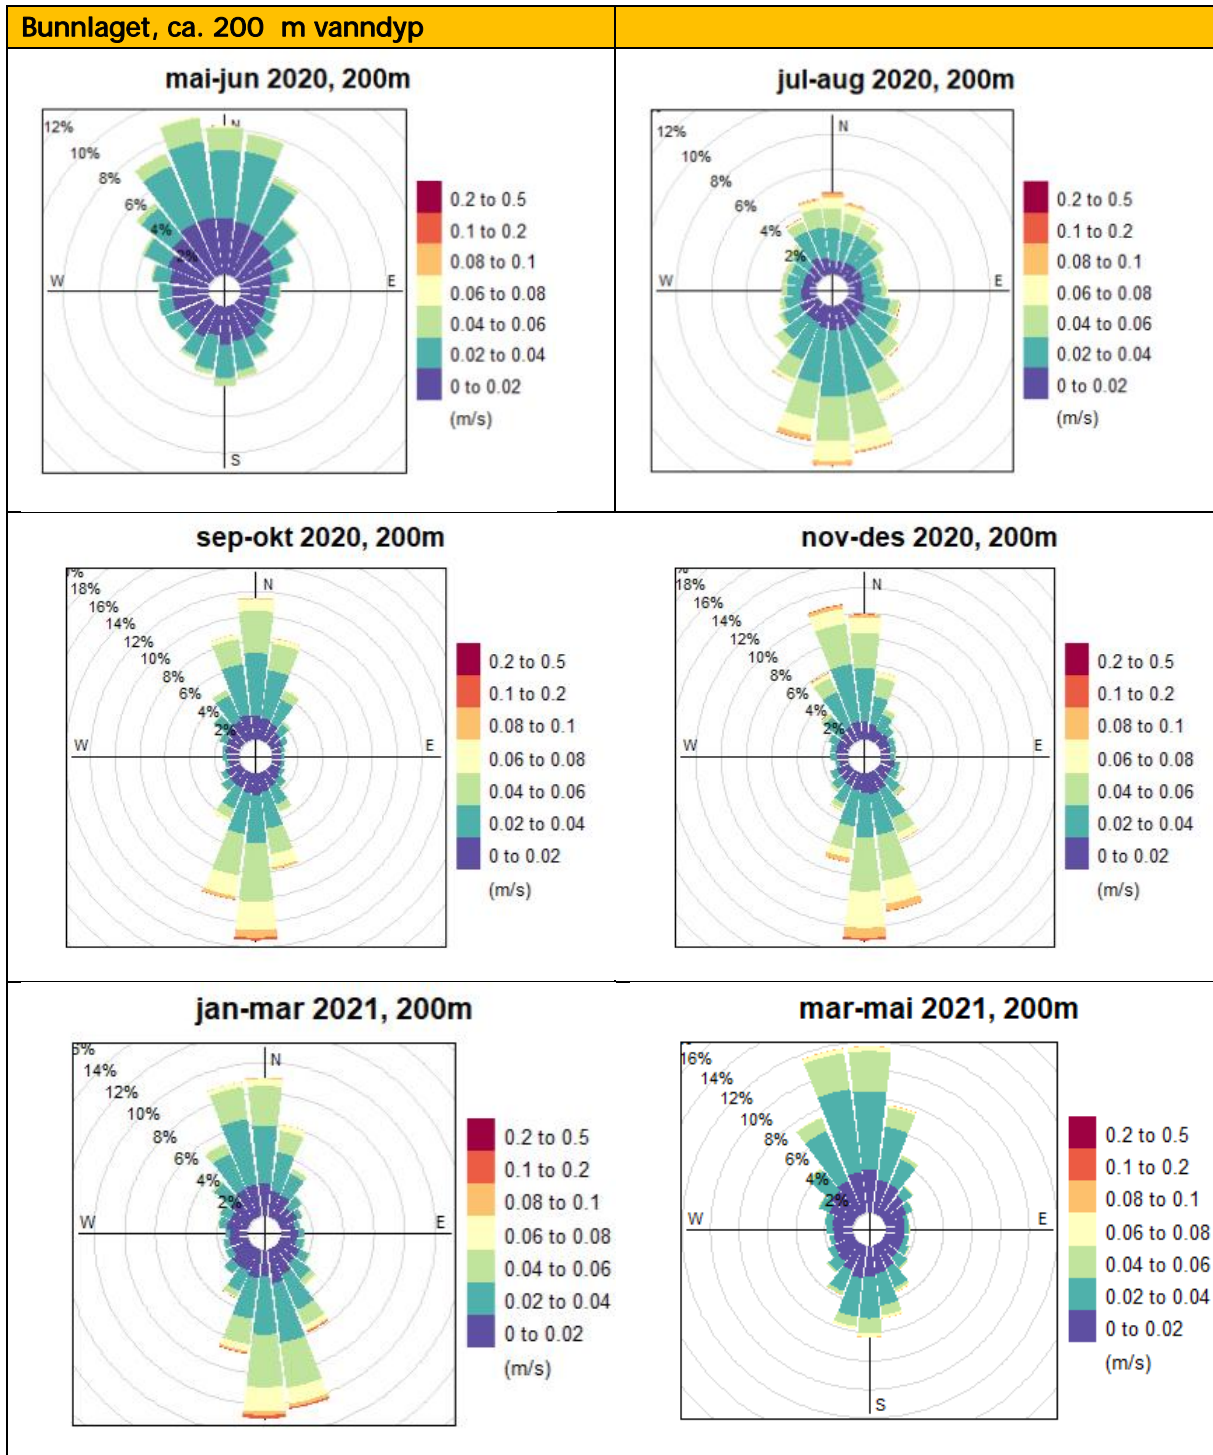 Bunnlaget, ca. 200 m vanndyp
mai-jun 2020, 200m
12%
10%
8%
6%
4%
2%
N
W
E
S
0.2 to 0.5
0.1 to 0.2
0.08 to 0.1
0.06 to 0.08
0.04 to 0.06
0.02 to 0.04
0 to 0.02
(m/s)
jul-aug 2020, 200m
12%
10%
8%
6%
4%
2%
N
W
E
0.2 to 0.5
0.1 to 0.2
0.08 to 0.1
0.06 to 0.08
0.04 to 0.06
0.02 to 0.04
0 to 0.02
(m/s)
sep-okt 2020, 200m
18%
16%
14%
12%
10%
8%
6%
4%
2%
N
W
E
0.2 to 0.5
0.1 to 0.2
0.08 to 0.1
0.06 to 0.08
0.04 to 0.06
0.02 to 0.04
0 to 0.02
(m/s)
nov-des 2020, 200m
18%
16%
14%
12%
10%
8%
6%
4%
2%
N
W
E
0.2 to 0.5
0.1 to 0.2
0.08 to 0.1
0.06 to 0.08
0.04 to 0.06
0.02 to 0.04
0 to 0.02
(m/s)
jan-mar 2021, 200m
14%
12%
10%
8%
6%
4%
2%
N
W
E
0.2 to 0.5
0.1 to 0.2
0.08 to 0.1
0.06 to 0.08
0.04 to 0.06
0.02 to 0.04
0 to 0.02
(m/s)
mar-mai 2021, 200m
16%
14%
12%
10%
8%
6%
4%
2%
W
E
S
0.2 to 0.5
0.1 to 0.2
0.08 to 0.1
0.06 to 0.08
0.04 to 0.06
0.02 to 0.04
0 to 0.02
(m/s)